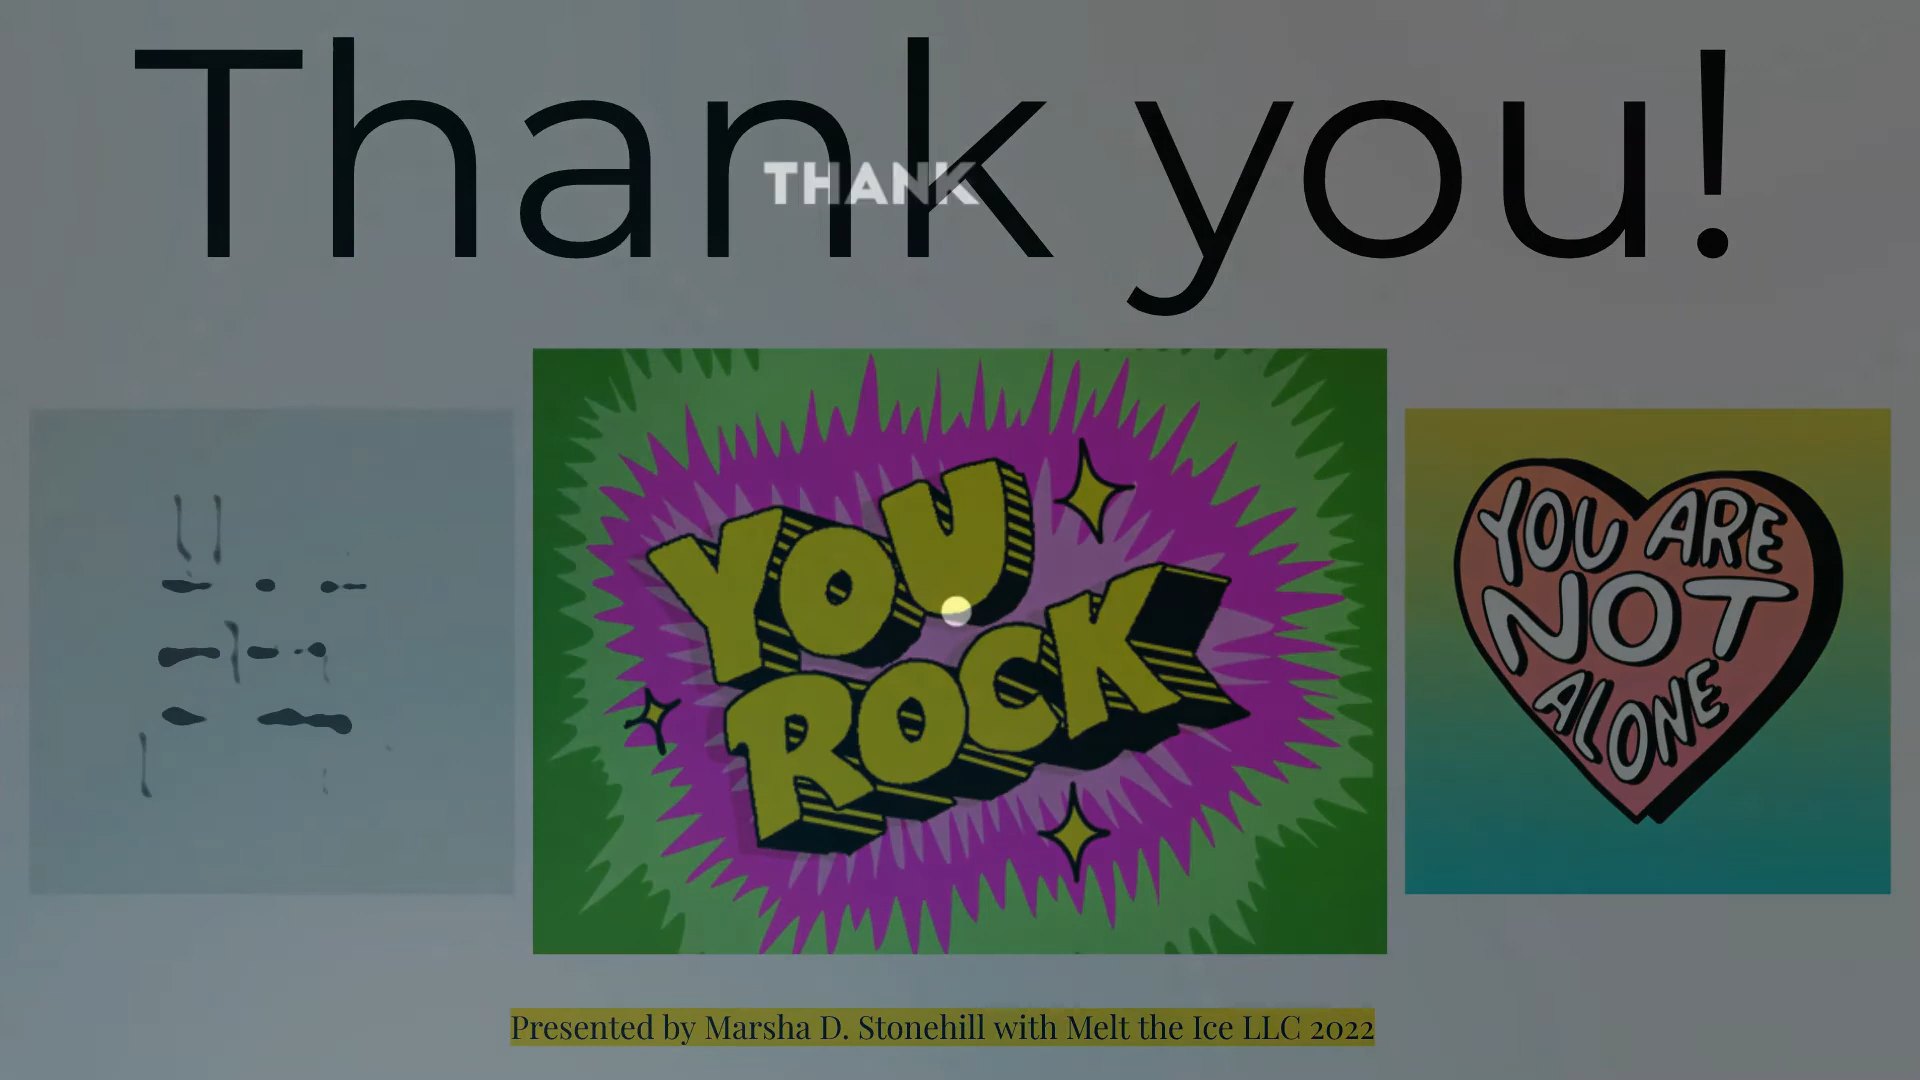 Thank you!
THANK
YOU
ROCK
YOU ARE
NOT
ALONE
Presented by Marsha D. Stonehill with Melt the Ice LLC 2022